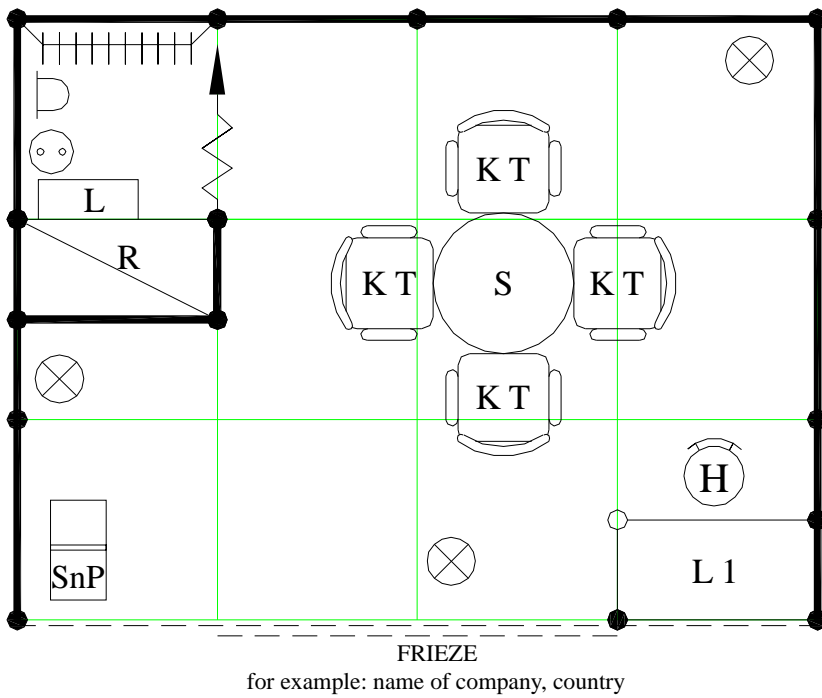 K T
L
R
K T
S
K T
K T
H
SnP
L 1
FRIEZE
for example: name of company, country